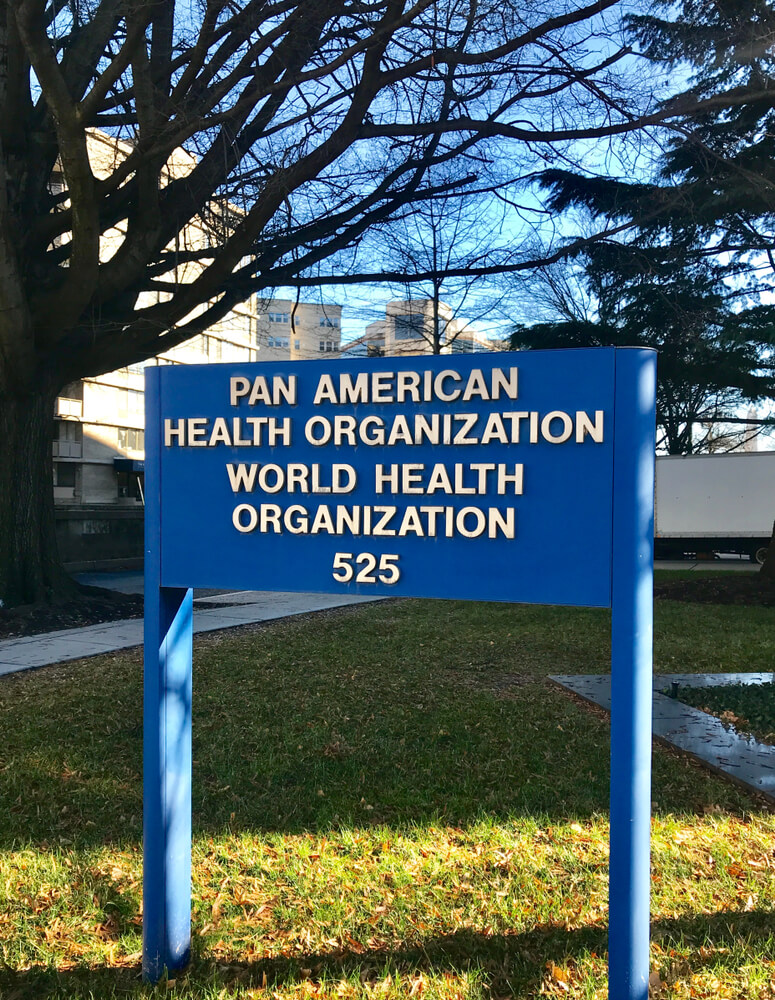 PAN AMERICAN
HEALTH ORGANIZATION
WORLD HEALTH
ORGANIZATION
525